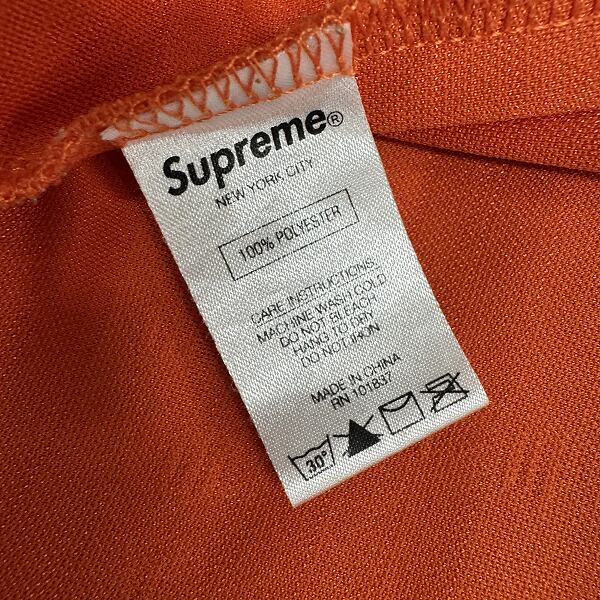 Supreme®
NEW YORK CITY
100% POLYESTER
CARE INSTRUCTIONS.
MACHINE WASH COLD
DO NOT BLEACH
HANG TO DRY
DO NOT IRON
MADE IN CHINA
RN 101837
30°